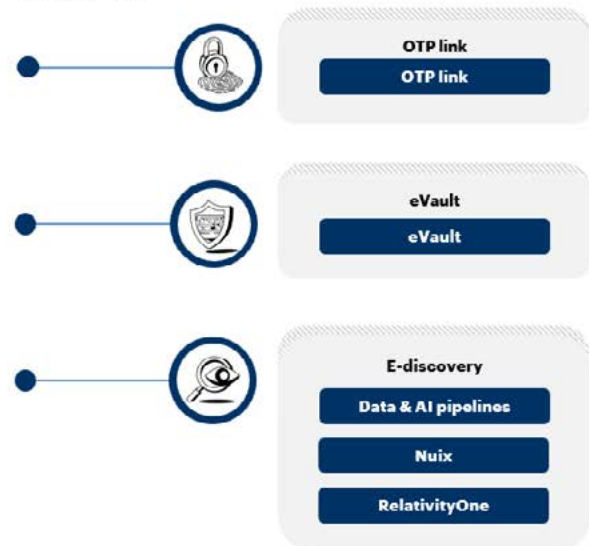 OTP link
OTP link
eVault
eVault
E-discovery
Data & AI pipelines
Nuix
RelativityOne